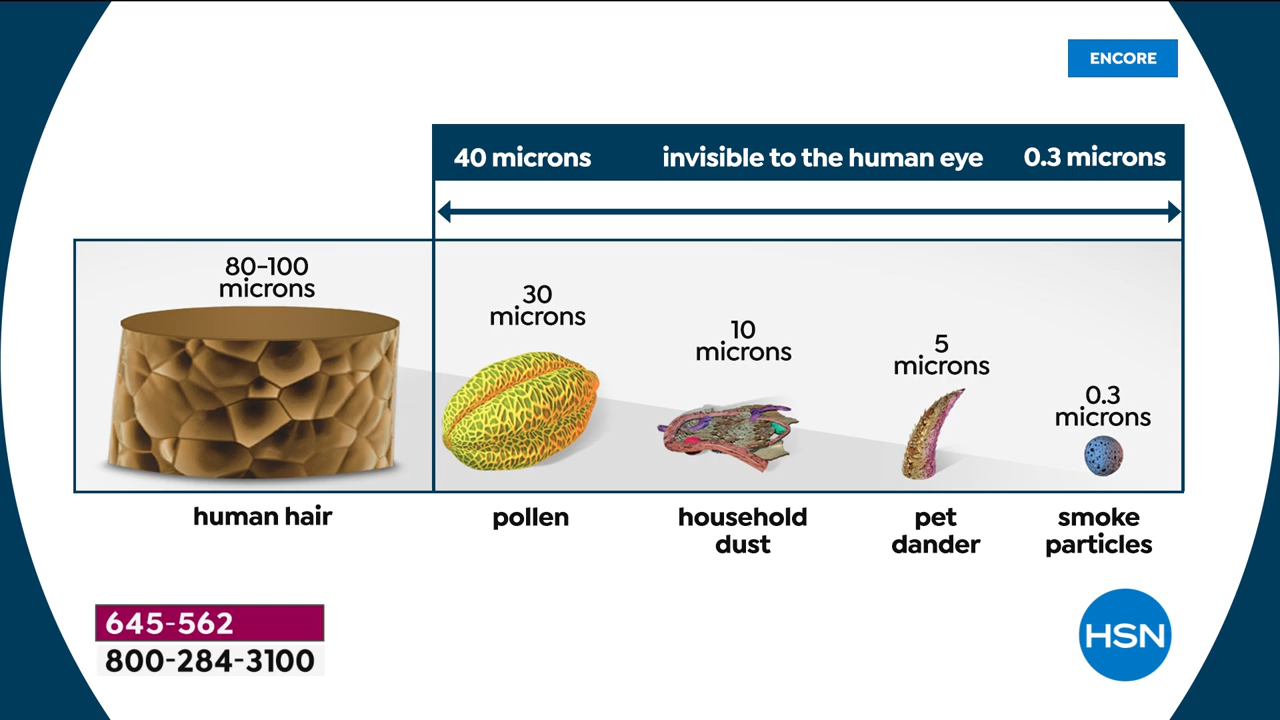 ENCORE
40 microns
invisible to the human eye
0.3 microns
80-100
microns
30
microns
10
microns
5
microns
0.3
microns
human hair
pollen
household
dust
pet
dander
smoke
particles
645-562
800-284-3100
HSN